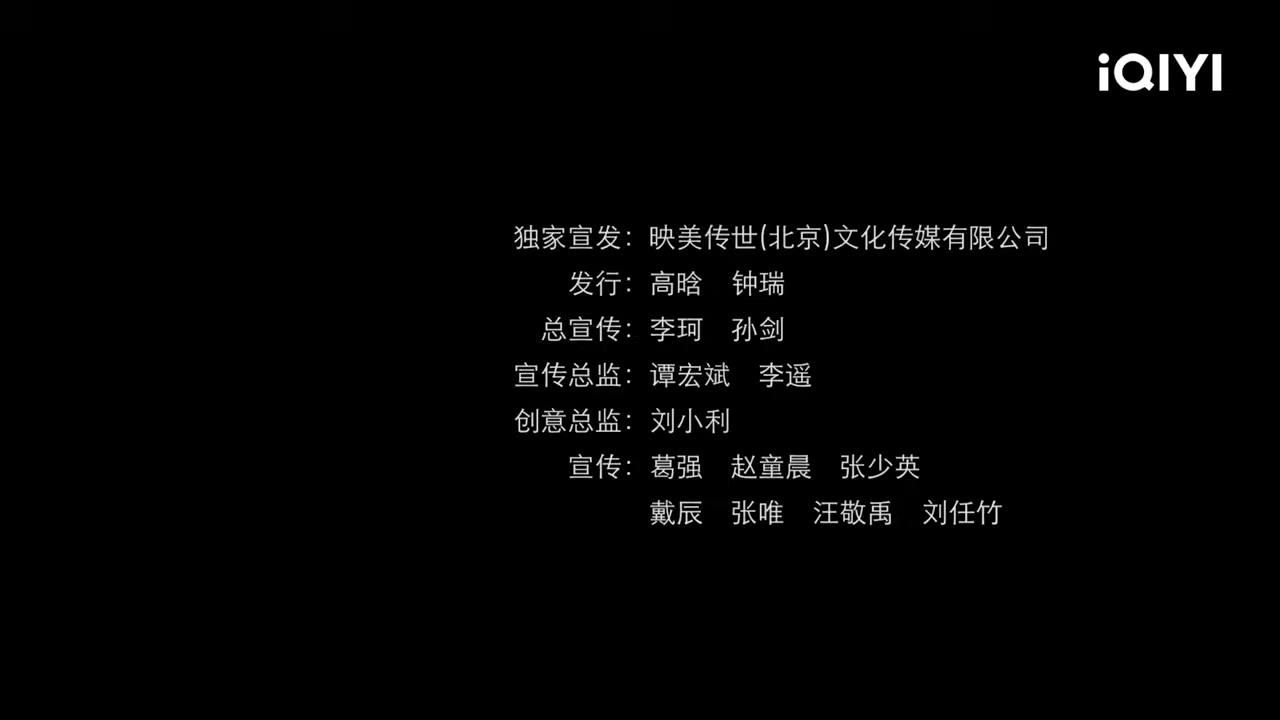 iQIYI
独家宣发：映美传世(北京)文化传媒有限公司
发行：高晗 钟瑞
总宣传：李珂 孙剑
宣传总监：谭宏斌 李遥
创意总监：刘小利
宣传：葛强 赵童晨 张少英
戴辰 张唯 汪敬禹 刘任竹